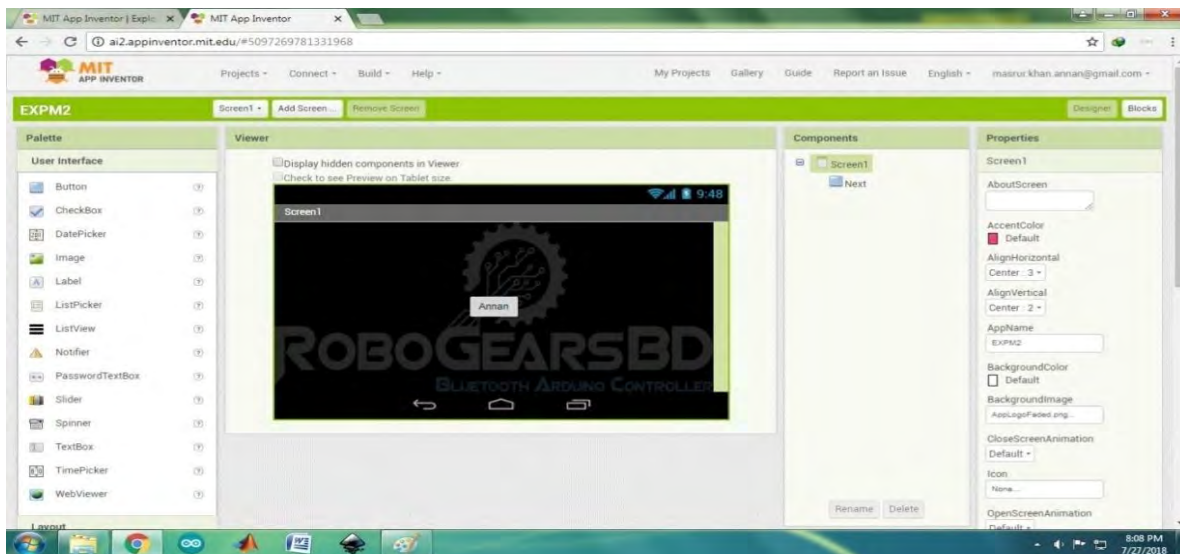 MIT App Inventor | Explo
MIT App Inventor
ai2.appinventor.mit.edu/#5097269781331968
MIT
APP INVENTOR
Projects
Connect
Build
Help
My Projects
Gallery
Guide
Report an Issue
English
masrur.khan.annan@gmail.com
EXPM2
Screen1
Add Screen ...
Remove Screen
Designer
Blocks
Palette
User Interface
Button
CheckBox
DatePicker
Image
Label
ListPicker
ListView
Notifier
PasswordTextBox
Slider
Spinner
TextBox
TimePicker
WebViewer
Layout
Viewer
Display hidden components in Viewer
Check to see Preview on Tablet size.
9:48
Screen1
Annan
ROBOGEARSBD
BLUETOOTH ARDUINO CONTROLLER
Components
Screen1
Next
Rename
Delete
Properties
Screen1
AboutScreen
AccentColor
Default
AlignHorizontal
Center : 3
AlignVertical
Center : 2
AppName
EXPM2
BackgroundColor
Default
BackgroundImage
AppLogoFaded.png...
CloseScreenAnimation
Default
Icon
None...
OpenScreenAnimation
Default
8:08 PM
7/27/2018